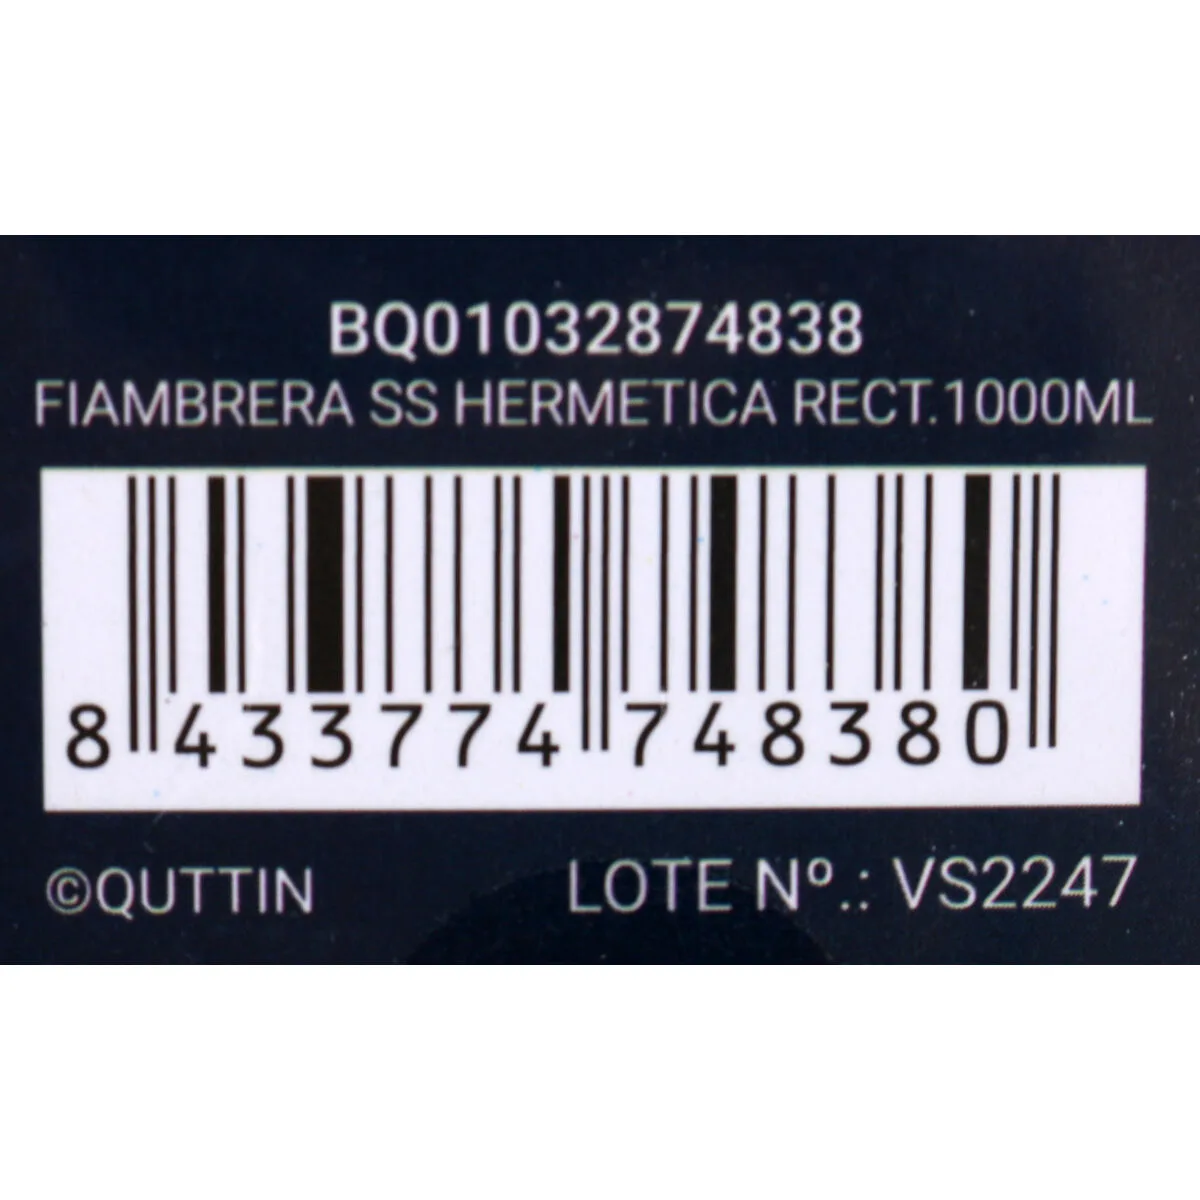 BQ01032874838
FIAMBRERA SS HERMETICA RECT.1000ML
8 433774 748380
©QUTTIN
LOTE Nº.: VS2247